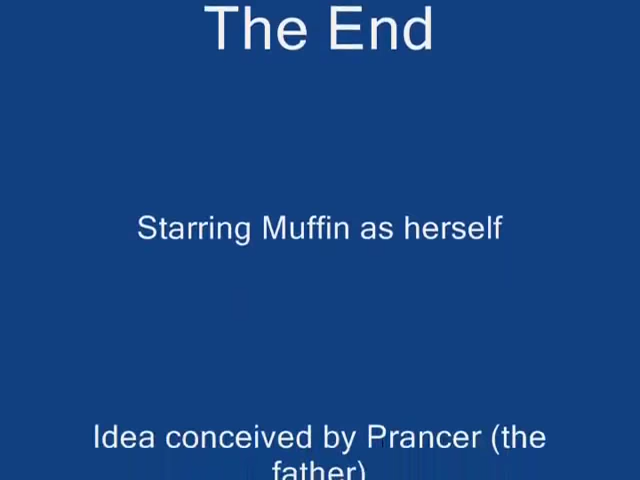 The End
Starring Muffin as herself
Idea conceived by Prancer (the
father)